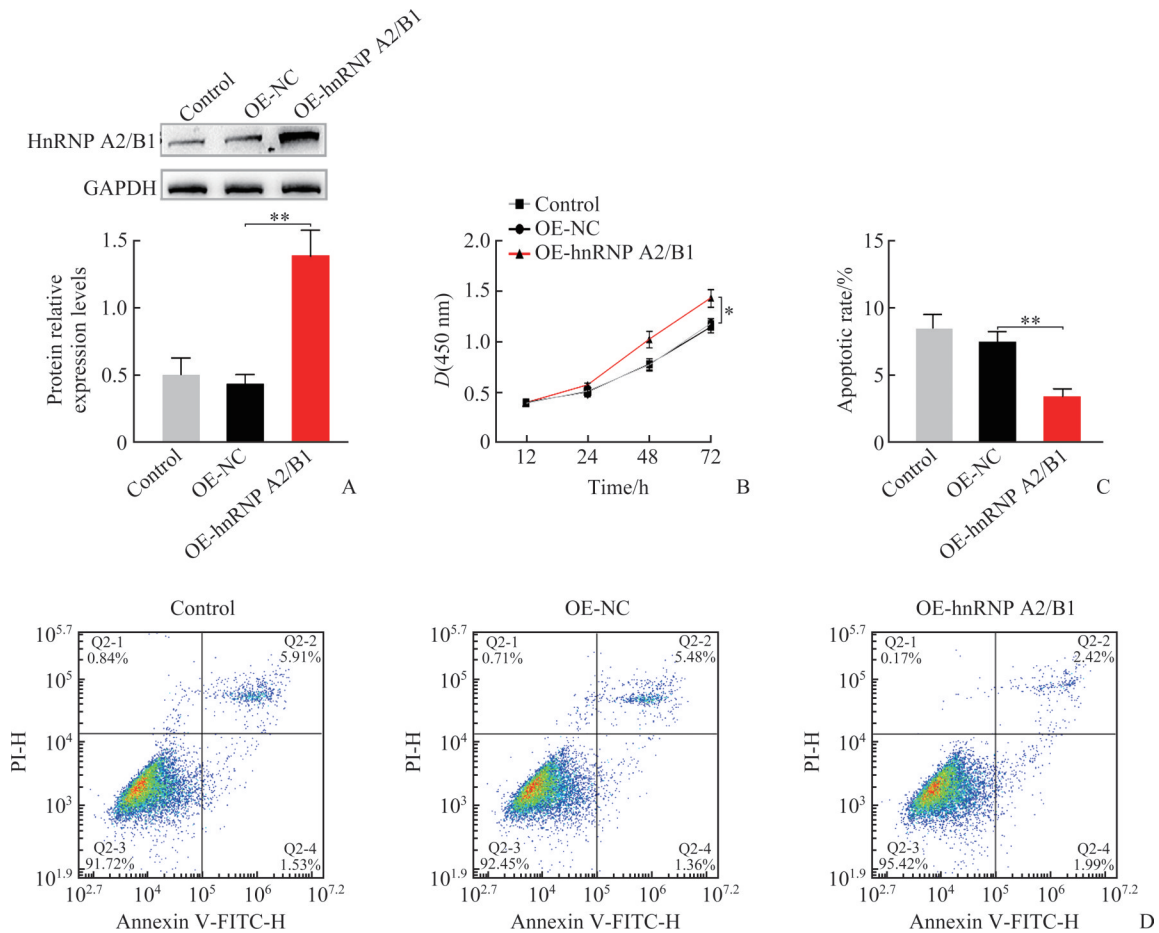 Control
OE-NC
OE-hnRNP A2/B1
HnRNP A2/B1
GAPDH
**
1.5
1.0
0.5
0
Protein relative
expression levels
Control
OE-NC
OE-hnRNP A2/B1
A
Control
OE-NC
OE-hnRNP A2/B1
2.0
1.5
1.0
0.5
0
*
D(450 nm)
12 24 48 72
Time/h
B
15
10
5
0
**
Apoptotic rate/%
Control
OE-NC
OE-hnRNP A2/B1
C
Control
10^5.7
10^5
10^4
10^3
10^1.9
PI-H
Q2-1
0.84%
Q2-2
5.91%
Q2-3
91.72%
Q2-4
1.53%
10^2.7 10^4 10^5 10^6 10^7.2
Annexin V-FITC-H
OE-NC
10^5.7
10^5
10^4
10^3
10^1.9
PI-H
Q2-1
0.71%
Q2-2
5.48%
Q2-3
92.45%
Q2-4
1.36%
10^2.7 10^4 10^5 10^6 10^7.2
Annexin V-FITC-H
OE-hnRNP A2/B1
10^5.7
10^5
10^4
10^3
10^1.9
PI-H
Q2-1
0.17%
Q2-2
2.42%
Q2-3
95.42%
Q2-4
1.99%
10^2.7 10^4 10^5 10^6 10^7.2
Annexin V-FITC-H
D